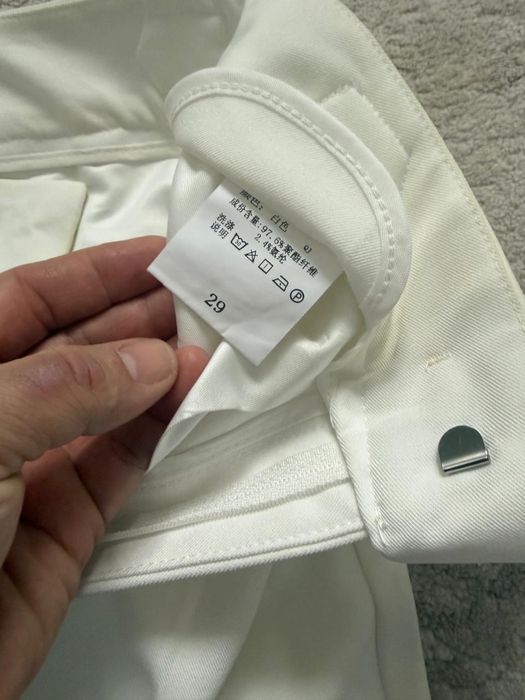 颜色: 白色
成份含量:97.6%聚酯纤维
2.4%氨纶
洗涤
说明
29